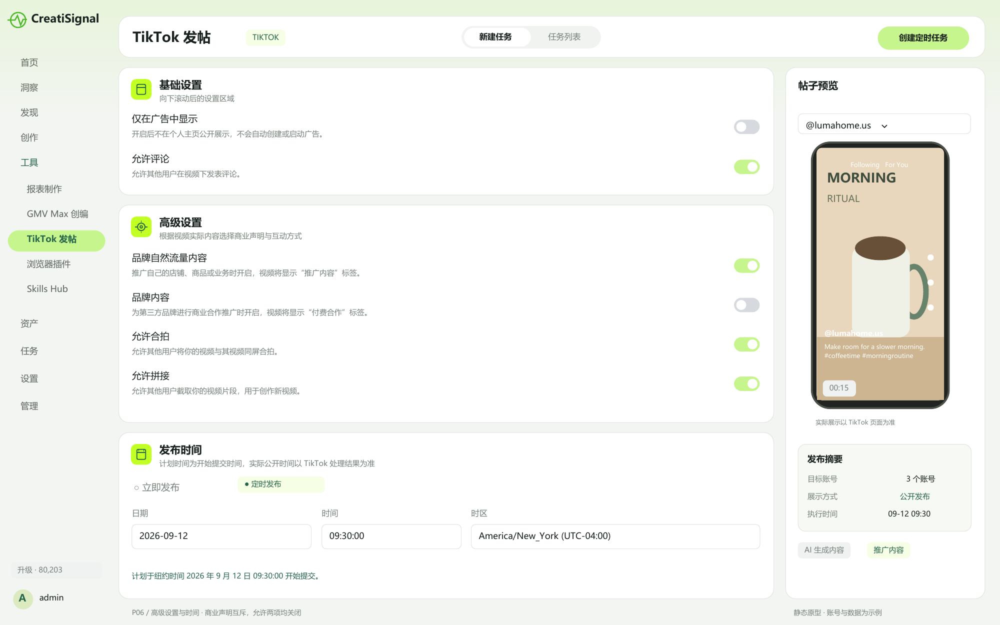 CreatiSignal
首页
洞察
发现
创作
工具
报表制作
GMV Max 创编
TikTok 发帖
浏览器插件
Skills Hub
资产
任务
设置
管理
升级 · 80,203
A
admin
TikTok 发帖
TIKTOK
新建任务
任务列表
创建定时任务
基础设置
向下滚动后的设置区域
仅在广告中显示
开启后不在个人主页公开展示，不会自动创建或启动广告。
允许评论
允许其他用户在视频下发表评论。
高级设置
根据视频实际内容选择商业声明与互动方式
品牌自然流量内容
推广自己的店铺、商品或业务时开启，视频将显示“推广内容”标签。
品牌内容
为第三方品牌进行商业合作推广时开启，视频将显示“付费合作”标签。
允许合拍
允许其他用户将你的视频与其视频同屏合拍。
允许拼接
允许其他用户截取你的视频片段，用于创作新视频。
发布时间
计划时间为开始提交时间，实际公开时间以 TikTok 处理结果为准
○ 立即发布
● 定时发布
日期
时间
时区
2026-09-12
09:30:00
America/New_York (UTC-04:00)
计划于纽约时间 2026 年 9 月 12 日 09:30:00 开始提交。
P06 / 高级设置与时间 · 商业声明互斥，允许两项均关闭
帖子预览
@lumahome.us
Following For You
MORNING
RITUAL
@lumahome.us
Make room for a slower morning.
#coffeetime #morningroutine
00:15
实际展示以 TikTok 页面为准
发布摘要
目标账号 3 个账号
展示方式 公开发布
执行时间 09-12 09:30
AI 生成内容
推广内容
静态原型 · 账号与数据为示例